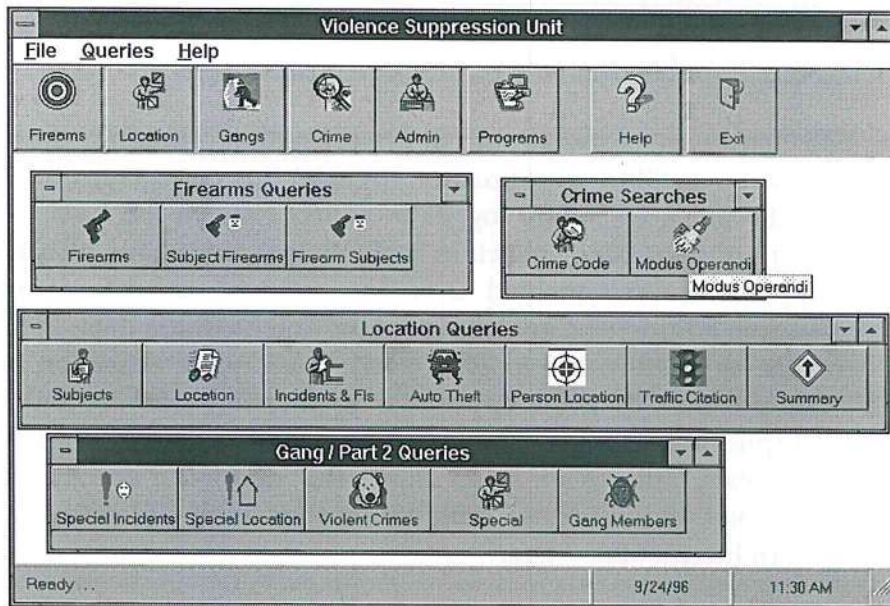 Violence Suppression Unit
File Queries Help
Firearms Location Gangs Crime Admin Programs Help Exit
Firearms Queries
Firearms Subject Firearms Firearm Subjects
Crime Searches
Crime Code Modus Operandi
Modus Operandi
Location Queries
Subjects Location Incidents & FIs Auto Theft Person Location Traffic Citation Summary
Gang / Part 2 Queries
Special Incidents Special Location Violent Crimes Special Gang Members
Ready ... 9/24/96 11:30 AM